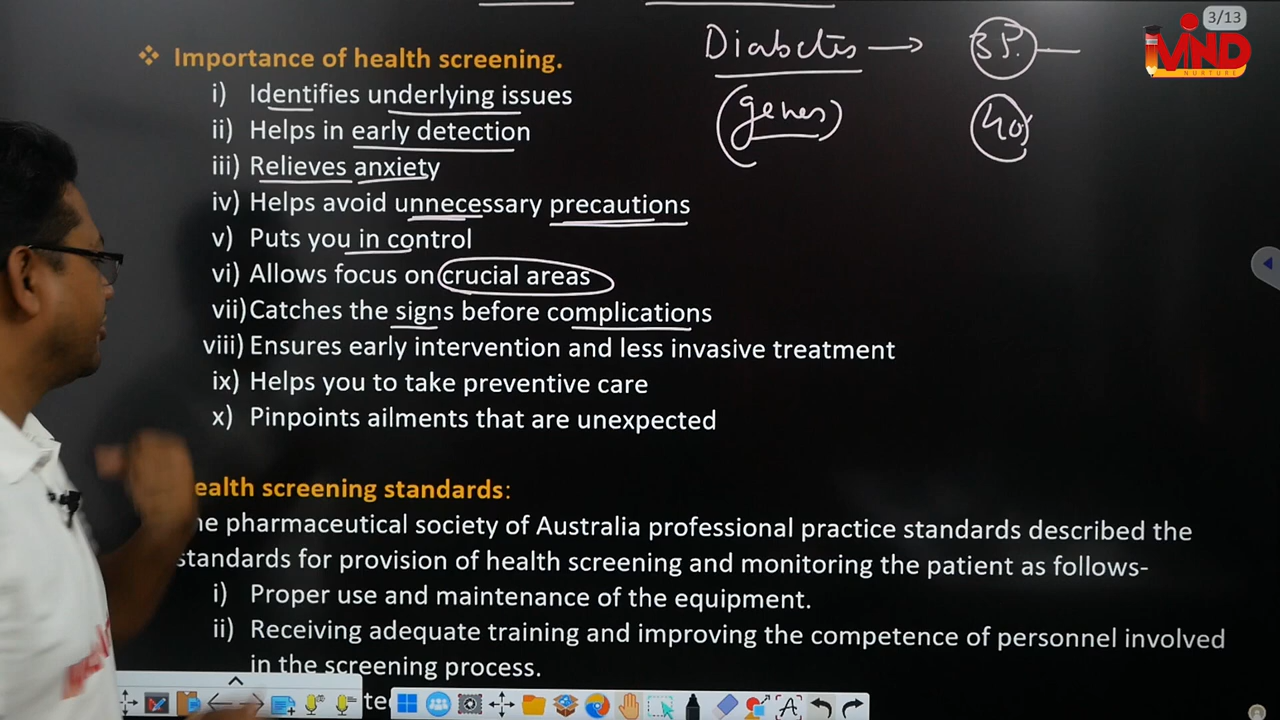 3/13
MIND
NURTURE
Diabetes → 35
❖ Importance of health screening.
i) Identifies underlying issues
(genes) 40
ii) Helps in early detection
iii) Relieves anxiety
iv) Helps avoid unnecessary precautions
v) Puts you in control
vi) Allows focus on crucial areas
vii) Catches the signs before complications
viii) Ensures early intervention and less invasive treatment
ix) Helps you to take preventive care
x) Pinpoints ailments that are unexpected
ealth screening standards:
he pharmaceutical society of Australia professional practice standards described the
standards for provision of health screening and monitoring the patient as follows-
i) Proper use and maintenance of the equipment.
ii) Receiving adequate training and improving the competence of personnel involved
in the screening process.